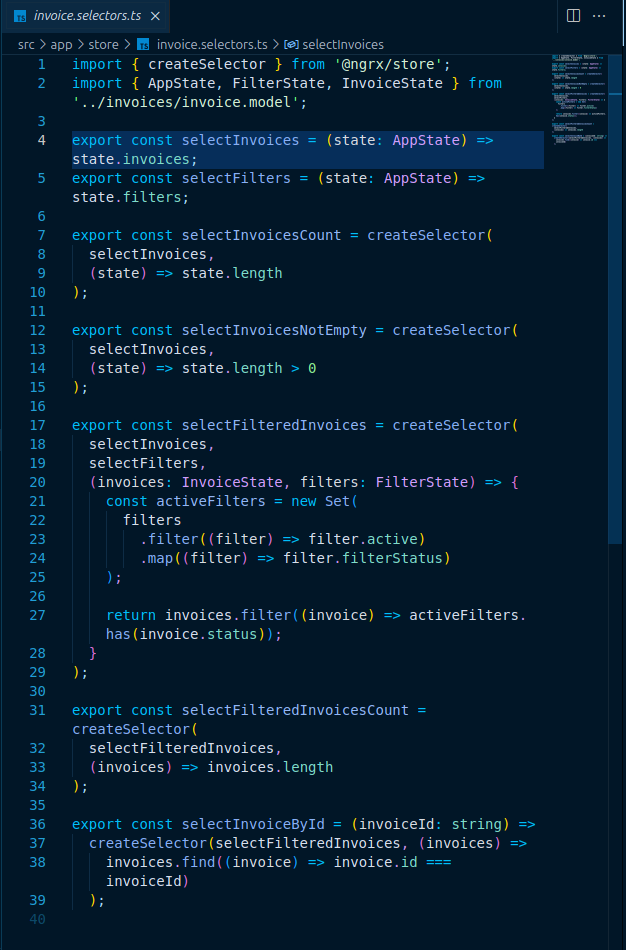 TS invoice.selectors.ts ×
src > app > store > TS invoice.selectors.ts > selectInvoices
1 import { createSelector } from '@ngrx/store';
2 import { AppState, FilterState, InvoiceState } from
'../invoices/invoice.model';
3
4 export const selectInvoices = (state: AppState) =>
state.invoices;
5 export const selectFilters = (state: AppState) =>
state.filters;
6
7 export const selectInvoicesCount = createSelector(
8   selectInvoices,
9   (state) => state.length
10 );
11
12 export const selectInvoicesNotEmpty = createSelector(
13   selectInvoices,
14   (state) => state.length > 0
15 );
16
17 export const selectFilteredInvoices = createSelector(
18   selectInvoices,
19   selectFilters,
20   (invoices: InvoiceState, filters: FilterState) => {
21     const activeFilters = new Set(
22       filters
23         .filter((filter) => filter.active)
24         .map((filter) => filter.filterStatus)
25     );
26
27     return invoices.filter((invoice) => activeFilters.
has(invoice.status));
28   }
29 );
30
31 export const selectFilteredInvoicesCount =
createSelector(
32   selectFilteredInvoices,
33   (invoices) => invoices.length
34 );
35
36 export const selectInvoiceById = (invoiceId: string) =>
37   createSelector(selectFilteredInvoices, (invoices) =>
38     invoices.find((invoice) => invoice.id ===
invoiceId)
39   );
40